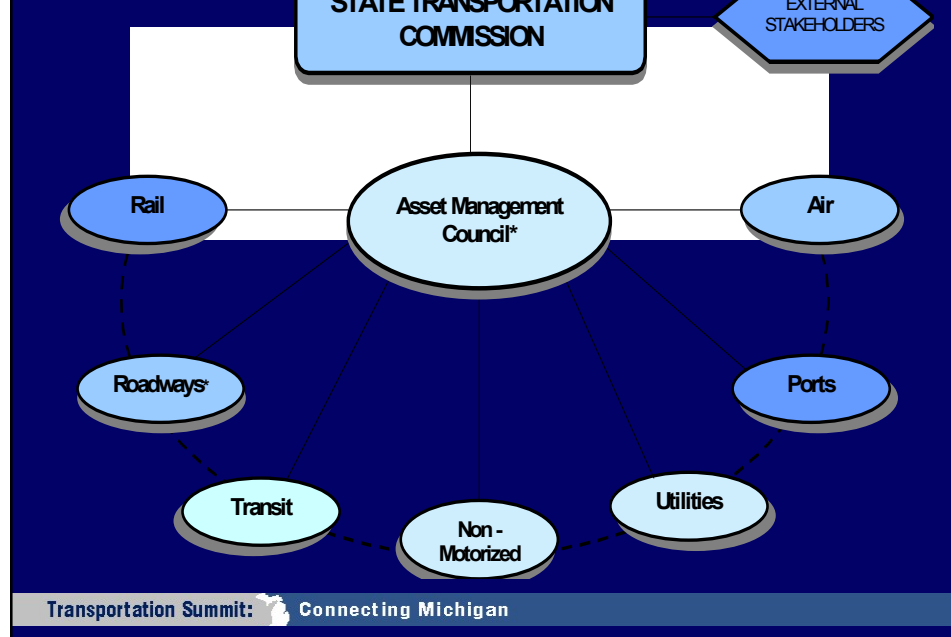 STATE TRANSPORTATION
COMMISSION
EXTERNAL
STAKEHOLDERS
Rail
Asset Management
Council*
Air
Roadways*
Ports
Transit
Utilities
Non -
Motorized
Transportation Summit: Connecting Michigan